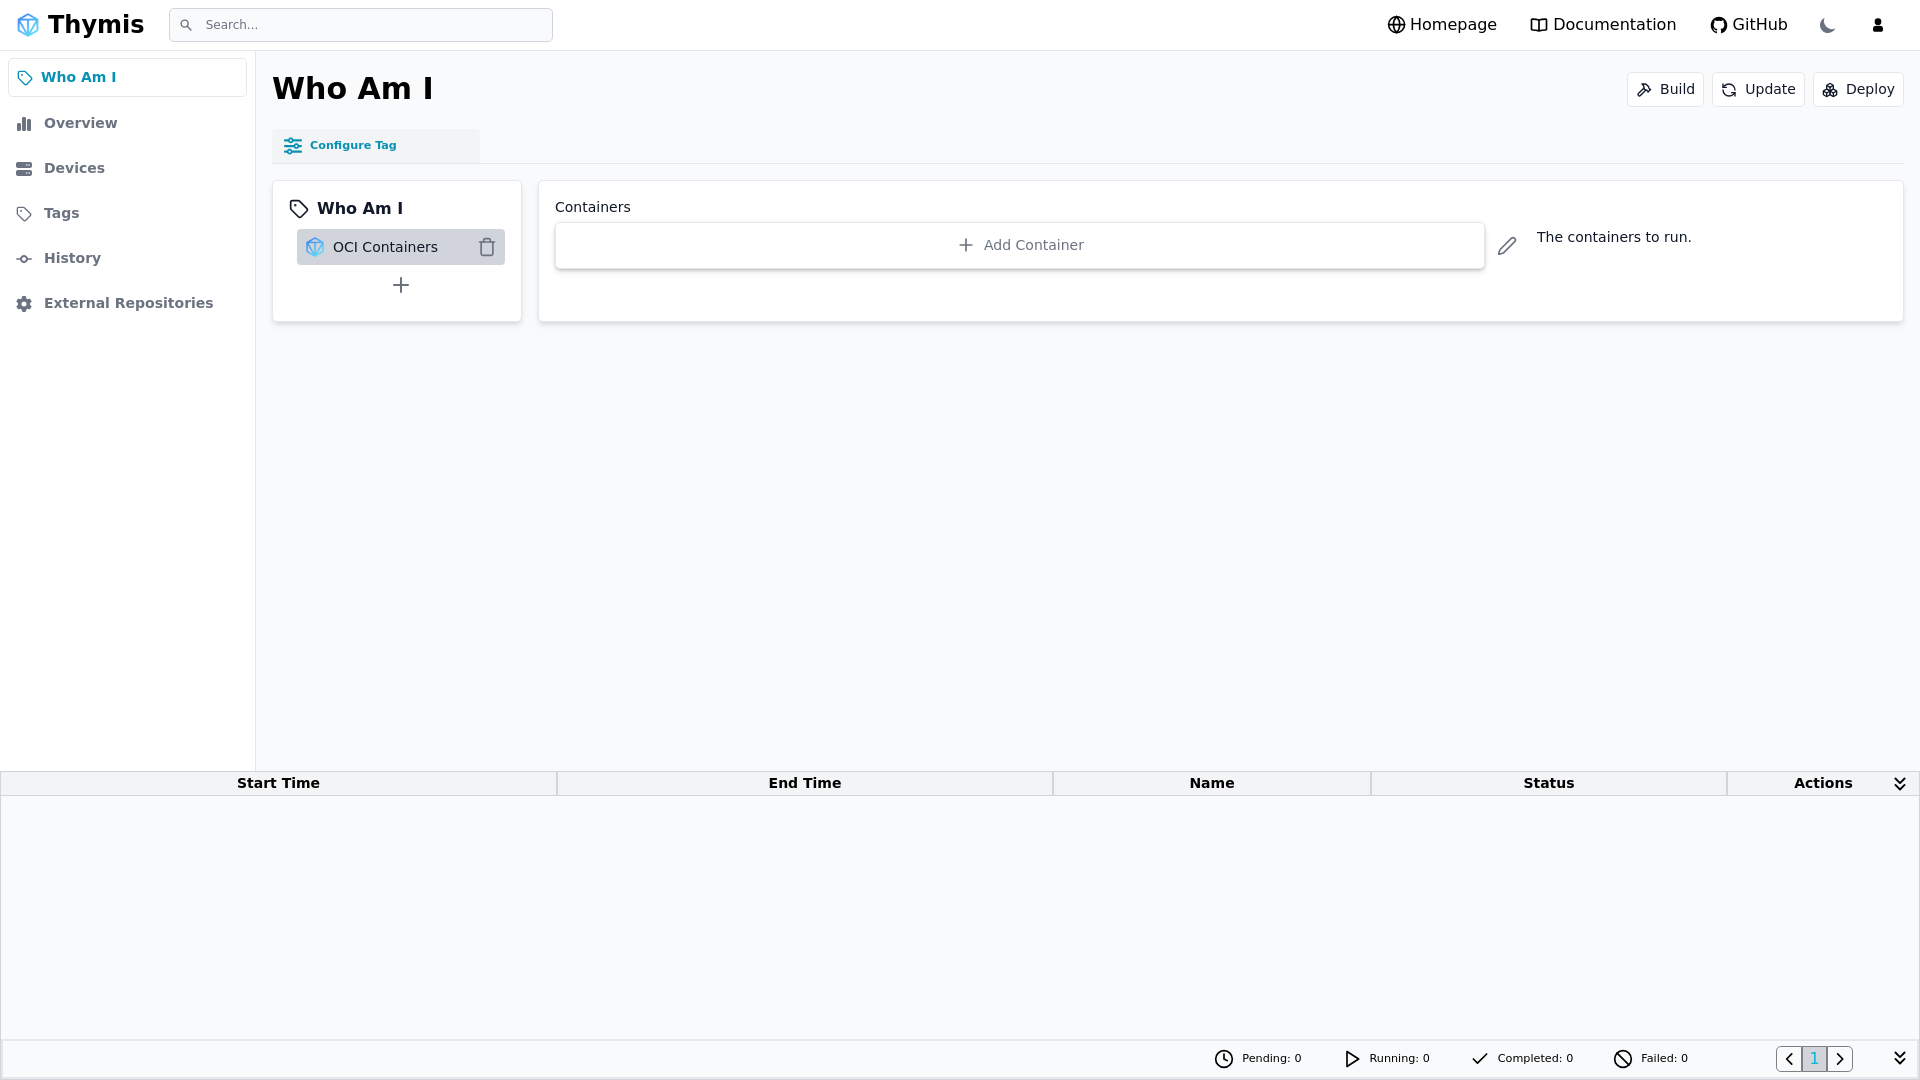 Thymis
Search...
Homepage
Documentation
GitHub
Who Am I
Overview
Devices
Tags
History
External Repositories
Who Am I
Build
Update
Deploy
Configure Tag
Who Am I
OCI Containers
Containers
Add Container
The containers to run.
Start Time
End Time
Name
Status
Actions
Pending: 0
Running: 0
Completed: 0
Failed: 0
1